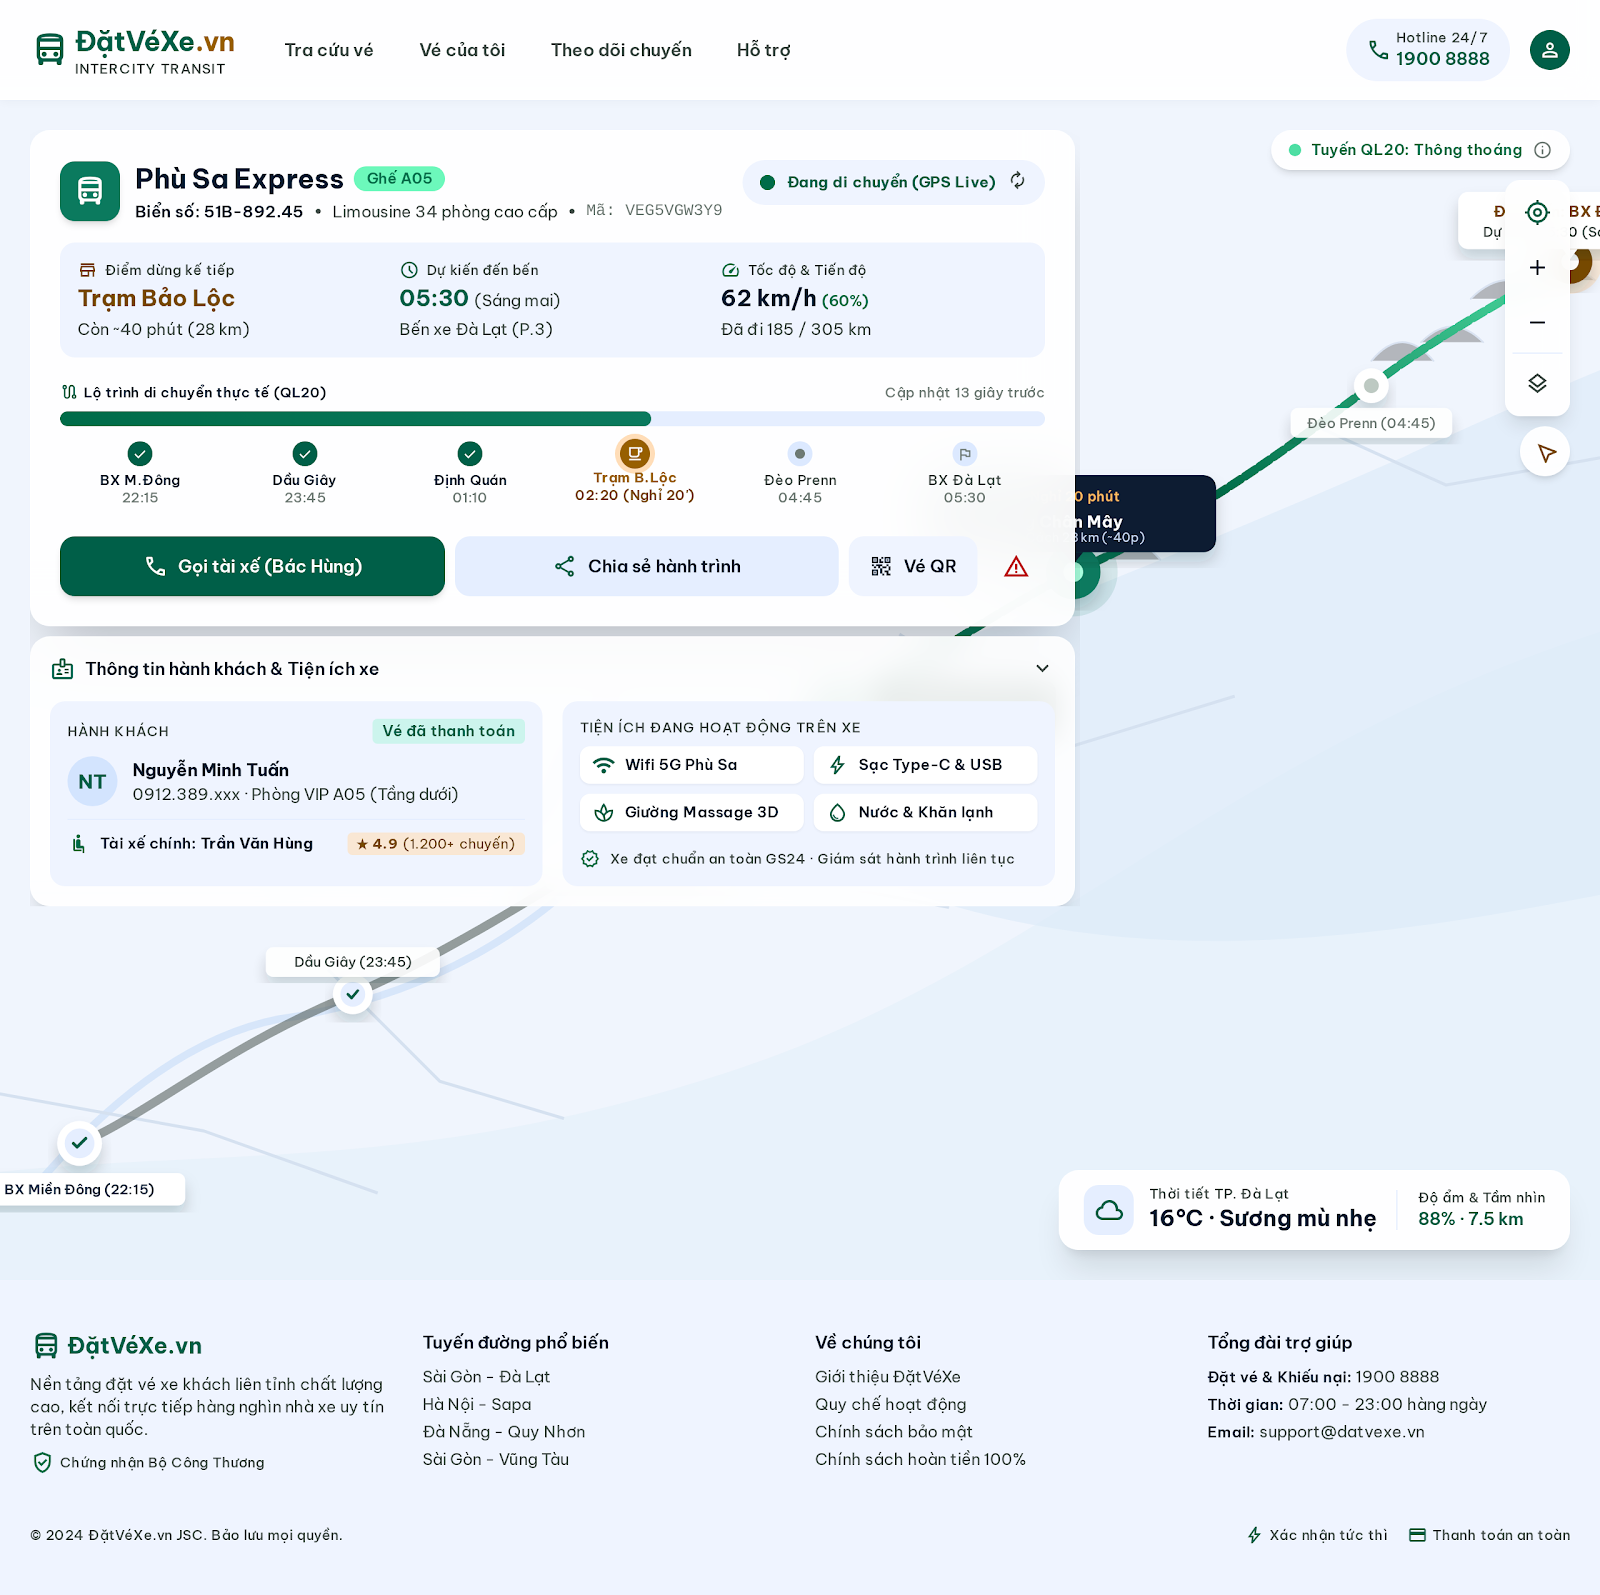 ĐặtVéXe.vn
INTERCITY TRANSIT
Tra cứu vé
Vé của tôi
Theo dõi chuyến
Hỗ trợ
Hotline 24/7
1900 8888
Phù Sa Express
Ghế A05
Đang di chuyển (GPS Live)
Biển số: 51B-892.45 • Limousine 34 phòng cao cấp • Mã: VEG5VGW3Y9
Điểm dừng kế tiếp
Trạm Bảo Lộc
Còn ~40 phút (28 km)
Dự kiến đến bến
05:30 (Sáng mai)
Bến xe Đà Lạt (P.3)
Tốc độ & Tiến độ
62 km/h (60%)
Đã đi 185 / 305 km
Lộ trình di chuyển thực tế (QL20)
Cập nhật 13 giây trước
BX M.Đông
22:15
Dầu Giây
23:45
Định Quán
01:10
Trạm B.Lộc
02:20 (Nghỉ 20')
Đèo Prenn
04:45
BX Đà Lạt
05:30
Gọi tài xế (Bác Hùng)
Chia sẻ hành trình
Vé QR
Tuyến QL20: Thông thoáng
BX
Dự
Đèo Prenn (04:45)
0 phút
Mây
km (~40p)
Thông tin hành khách & Tiện ích xe
HÀNH KHÁCH
Vé đã thanh toán
NT
Nguyễn Minh Tuấn
0912.389.xxx · Phòng VIP A05 (Tầng dưới)
Tài xế chính: Trần Văn Hùng
★ 4.9 (1.200+ chuyến)
TIỆN ÍCH ĐANG HOẠT ĐỘNG TRÊN XE
Wifi 5G Phù Sa
Sạc Type-C & USB
Giường Massage 3D
Nước & Khăn lạnh
Xe đạt chuẩn an toàn GS24 · Giám sát hành trình liên tục
Dầu Giây (23:45)
BX Miền Đông (22:15)
Thời tiết TP. Đà Lạt
16°C · Sương mù nhẹ
Độ ẩm & Tầm nhìn
88% · 7.5 km
ĐặtVéXe.vn
Nền tảng đặt vé xe khách liên tỉnh chất lượng
cao, kết nối trực tiếp hàng nghìn nhà xe uy tín
trên toàn quốc.
Chứng nhận Bộ Công Thương
Tuyến đường phổ biến
Sài Gòn - Đà Lạt
Hà Nội - Sapa
Đà Nẵng - Quy Nhơn
Sài Gòn - Vũng Tàu
Về chúng tôi
Giới thiệu ĐặtVéXe
Quy chế hoạt động
Chính sách bảo mật
Chính sách hoàn tiền 100%
Tổng đài trợ giúp
Đặt vé & Khiếu nại: 1900 8888
Thời gian: 07:00 - 23:00 hàng ngày
Email: support@datvexe.vn
© 2024 ĐặtVéXe.vn JSC. Bảo lưu mọi quyền.
Xác nhận tức thì
Thanh toán an toàn